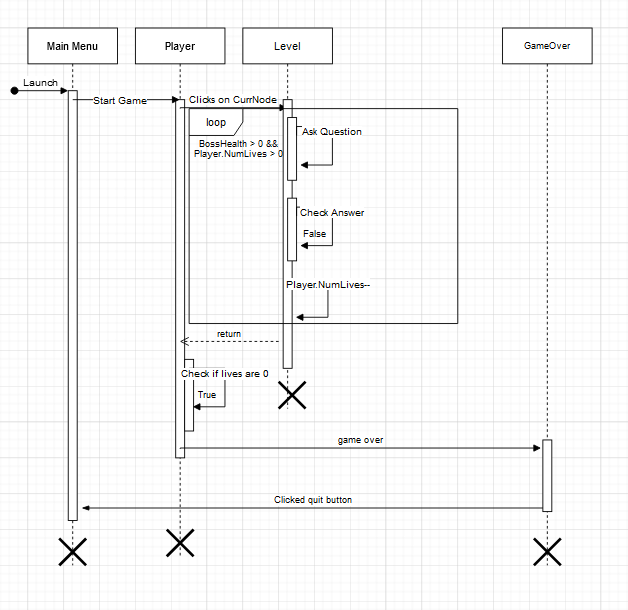 Main Menu
Player
Level
GameOver
Launch
Start Game
Clicks on CurrNode
loop
BossHealth > 0 &&
Player.NumLives > 0
Ask Question
Check Answer
False
Player.NumLives--
return
Check if lives are 0
True
game over
Clicked quit button